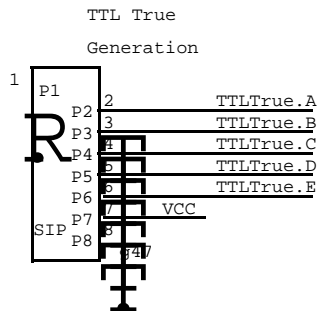 TTL True
Generation
1
P1
P2 2 TTLTrue.A
P3 3 TTLTrue.B
R
P4 4 TTLTrue.C
P5 5 TTLTrue.D
P6 6 TTLTrue.E
P7 7 VCC
SIP
P8 8
g47